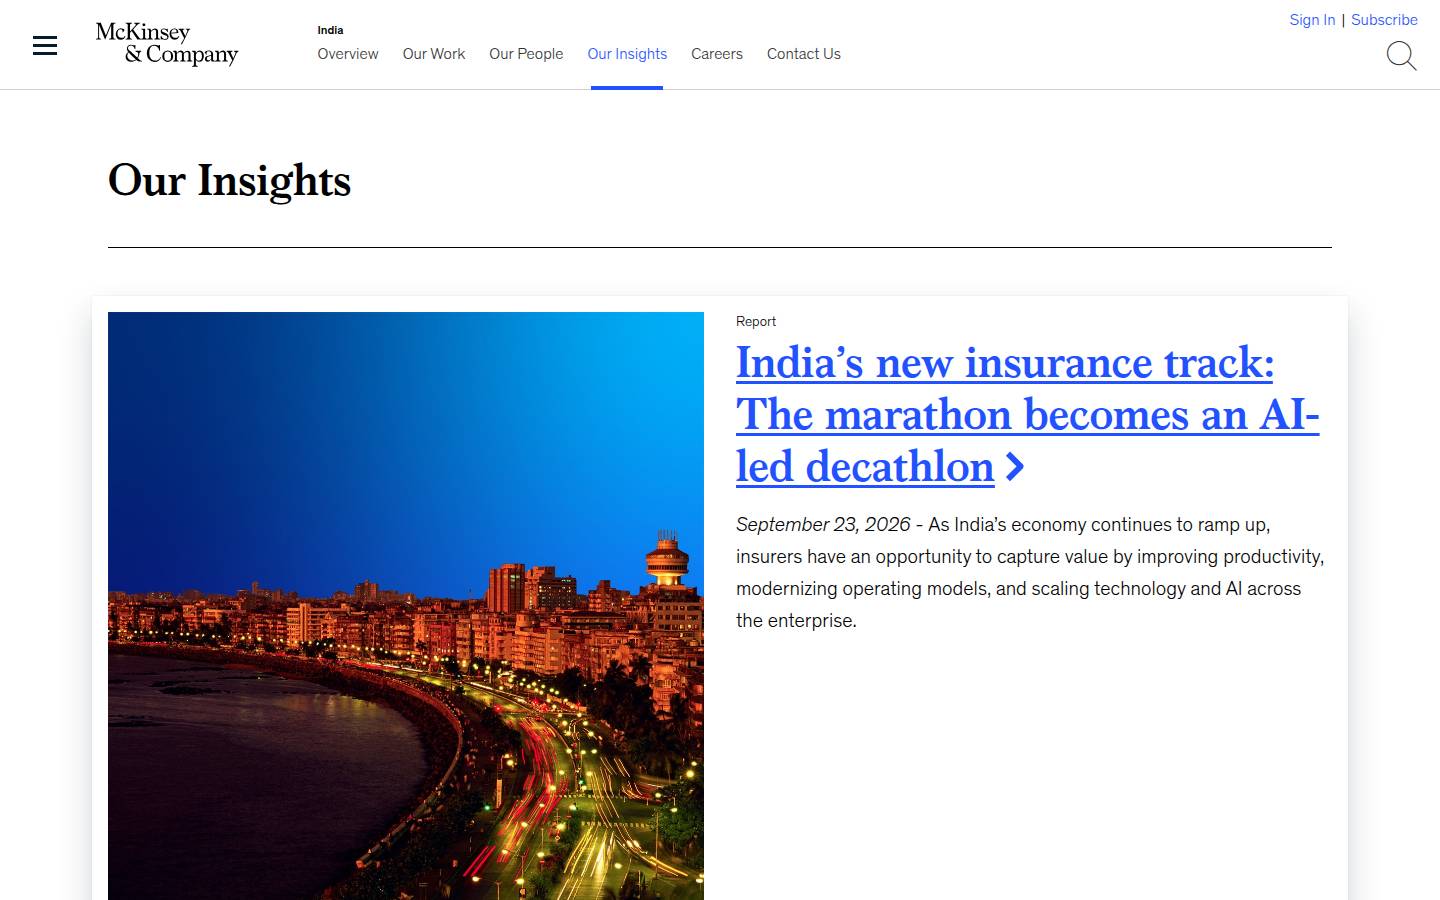 McKinsey
& Company
India
Overview Our Work Our People Our Insights Careers Contact Us
Sign In | Subscribe
Our Insights
Report
India’s new insurance track:
The marathon becomes an AI-
led decathlon
September 23, 2026 - As India’s economy continues to ramp up,
insurers have an opportunity to capture value by improving productivity,
modernizing operating models, and scaling technology and AI across
the enterprise.